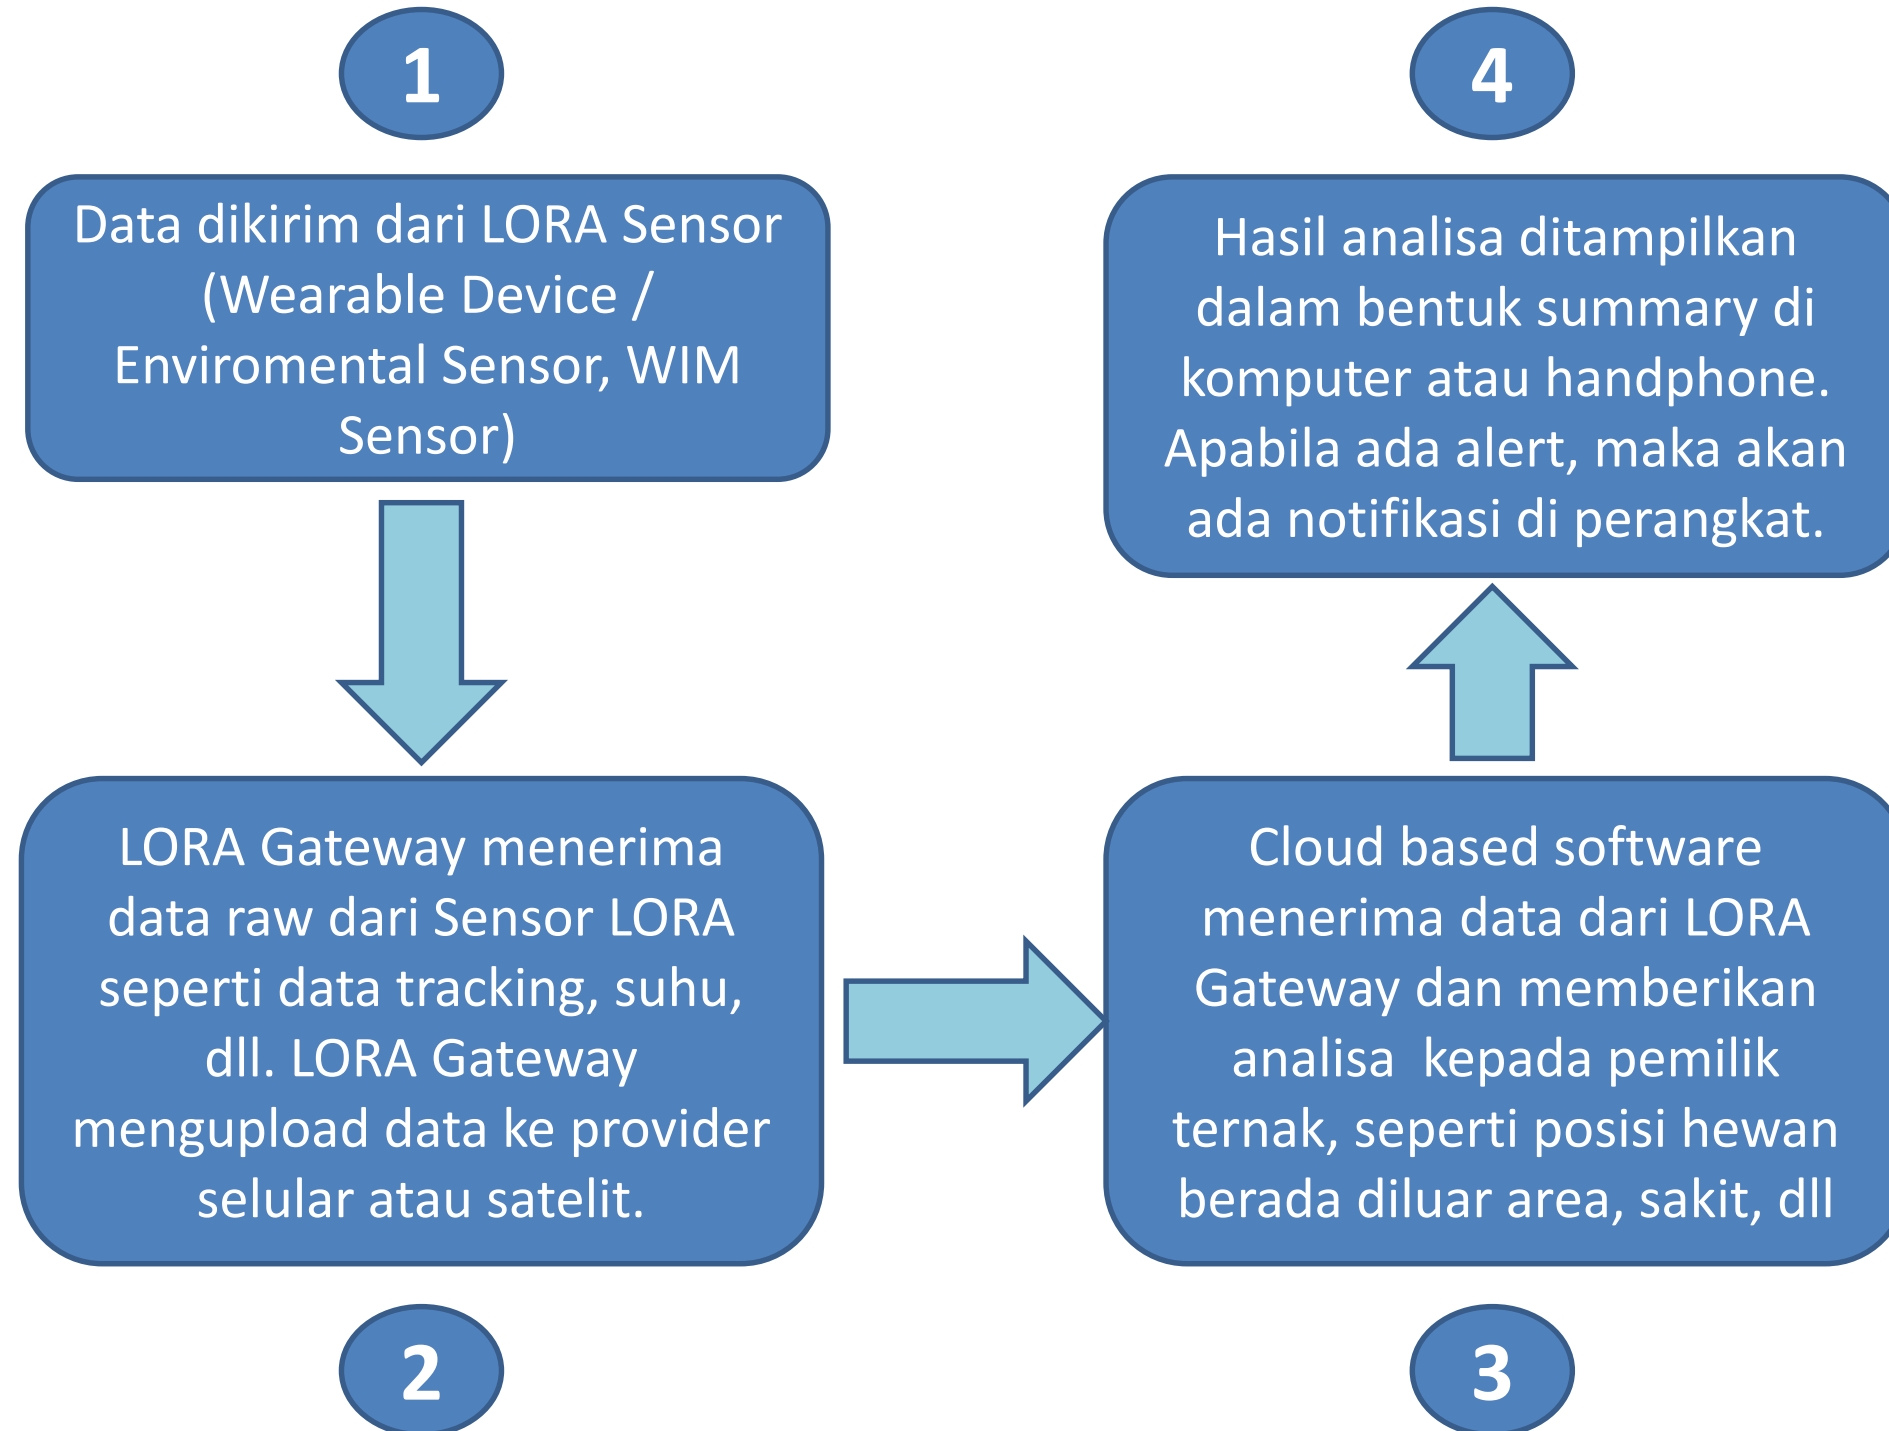 1
Data dikirim dari LORA Sensor
(Wearable Device /
Enviromental Sensor, WIM
Sensor)
LORA Gateway menerima
data raw dari Sensor LORA
seperti data tracking, suhu,
dll. LORA Gateway
mengupload data ke provider
selular atau satelit.
2
Cloud based software
menerima data dari LORA
Gateway dan memberikan
analisa  kepada pemilik
ternak, seperti posisi hewan
berada diluar area, sakit, dll
3
4
Hasil analisa ditampilkan
dalam bentuk summary di
komputer atau handphone.
Apabila ada alert, maka akan
ada notifikasi di perangkat.